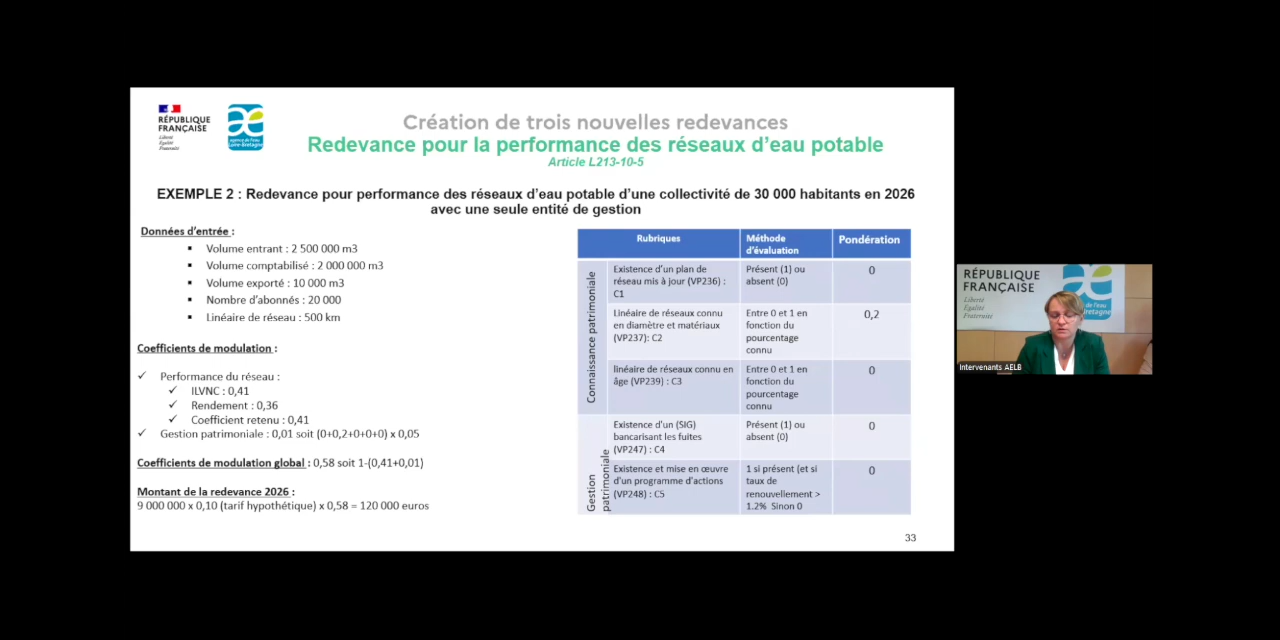 RÉPUBLIQUE
FRANÇAISE
Liberté
Égalité
Fraternité
agence de l'eau
Loire-Bretagne
Création de trois nouvelles redevances
Redevance pour la performance des réseaux d'eau potable
Article L213-10-5
EXEMPLE 2 : Redevance pour performance des réseaux d'eau potable d'une collectivité de 30 000 habitants en 2026
avec une seule entité de gestion
Données d'entrée :
▪ Volume entrant : 2 500 000 m3
▪ Volume comptabilisé : 2 000 000 m3
▪ Volume exporté : 10 000 m3
▪ Nombre d'abonnés : 20 000
▪ Linéaire de réseau : 500 km
Coefficients de modulation :
✓ Performance du réseau :
✓ ILVNC : 0,41
✓ Rendement : 0,36
✓ Coefficient retenu : 0,41
✓ Gestion patrimoniale : 0,01 soit (0+0,2+0+0+0) x 0,05
Coefficients de modulation global : 0,58 soit 1-(0,41+0,01)
Montant de la redevance 2026 :
9 000 000 x 0,10 (tarif hypothétique) x 0,58 = 120 000 euros
Rubriques
Méthode
d'évaluation
Pondération
Connaissance patrimoniale
Existence d'un plan de
réseau mis à jour (VP236) :
C1
Présent (1) ou
absent (0)
0
Linéaire de réseaux connu
en diamètre et matériaux
(VP237): C2
Entre 0 et 1 en
fonction du
pourcentage
connu
0,2
linéaire de réseaux connu en
âge (VP239) : C3
Entre 0 et 1 en
fonction du
pourcentage
connu
0
Gestion
patrimoniale
Existence d'un (SIG)
bancarisant les fuites
(VP247) : C4
Présent (1) ou
absent (0)
0
Existence et mise en œuvre
d'un programme d'actions
(VP248) : C5
1 si présent (et si
taux de
renouvellement >
1.2% Sinon 0
0
33
RÉPUBLIQUE
FRANÇAISE
Liberté
Égalité
Fraternité
Intervenants AELB